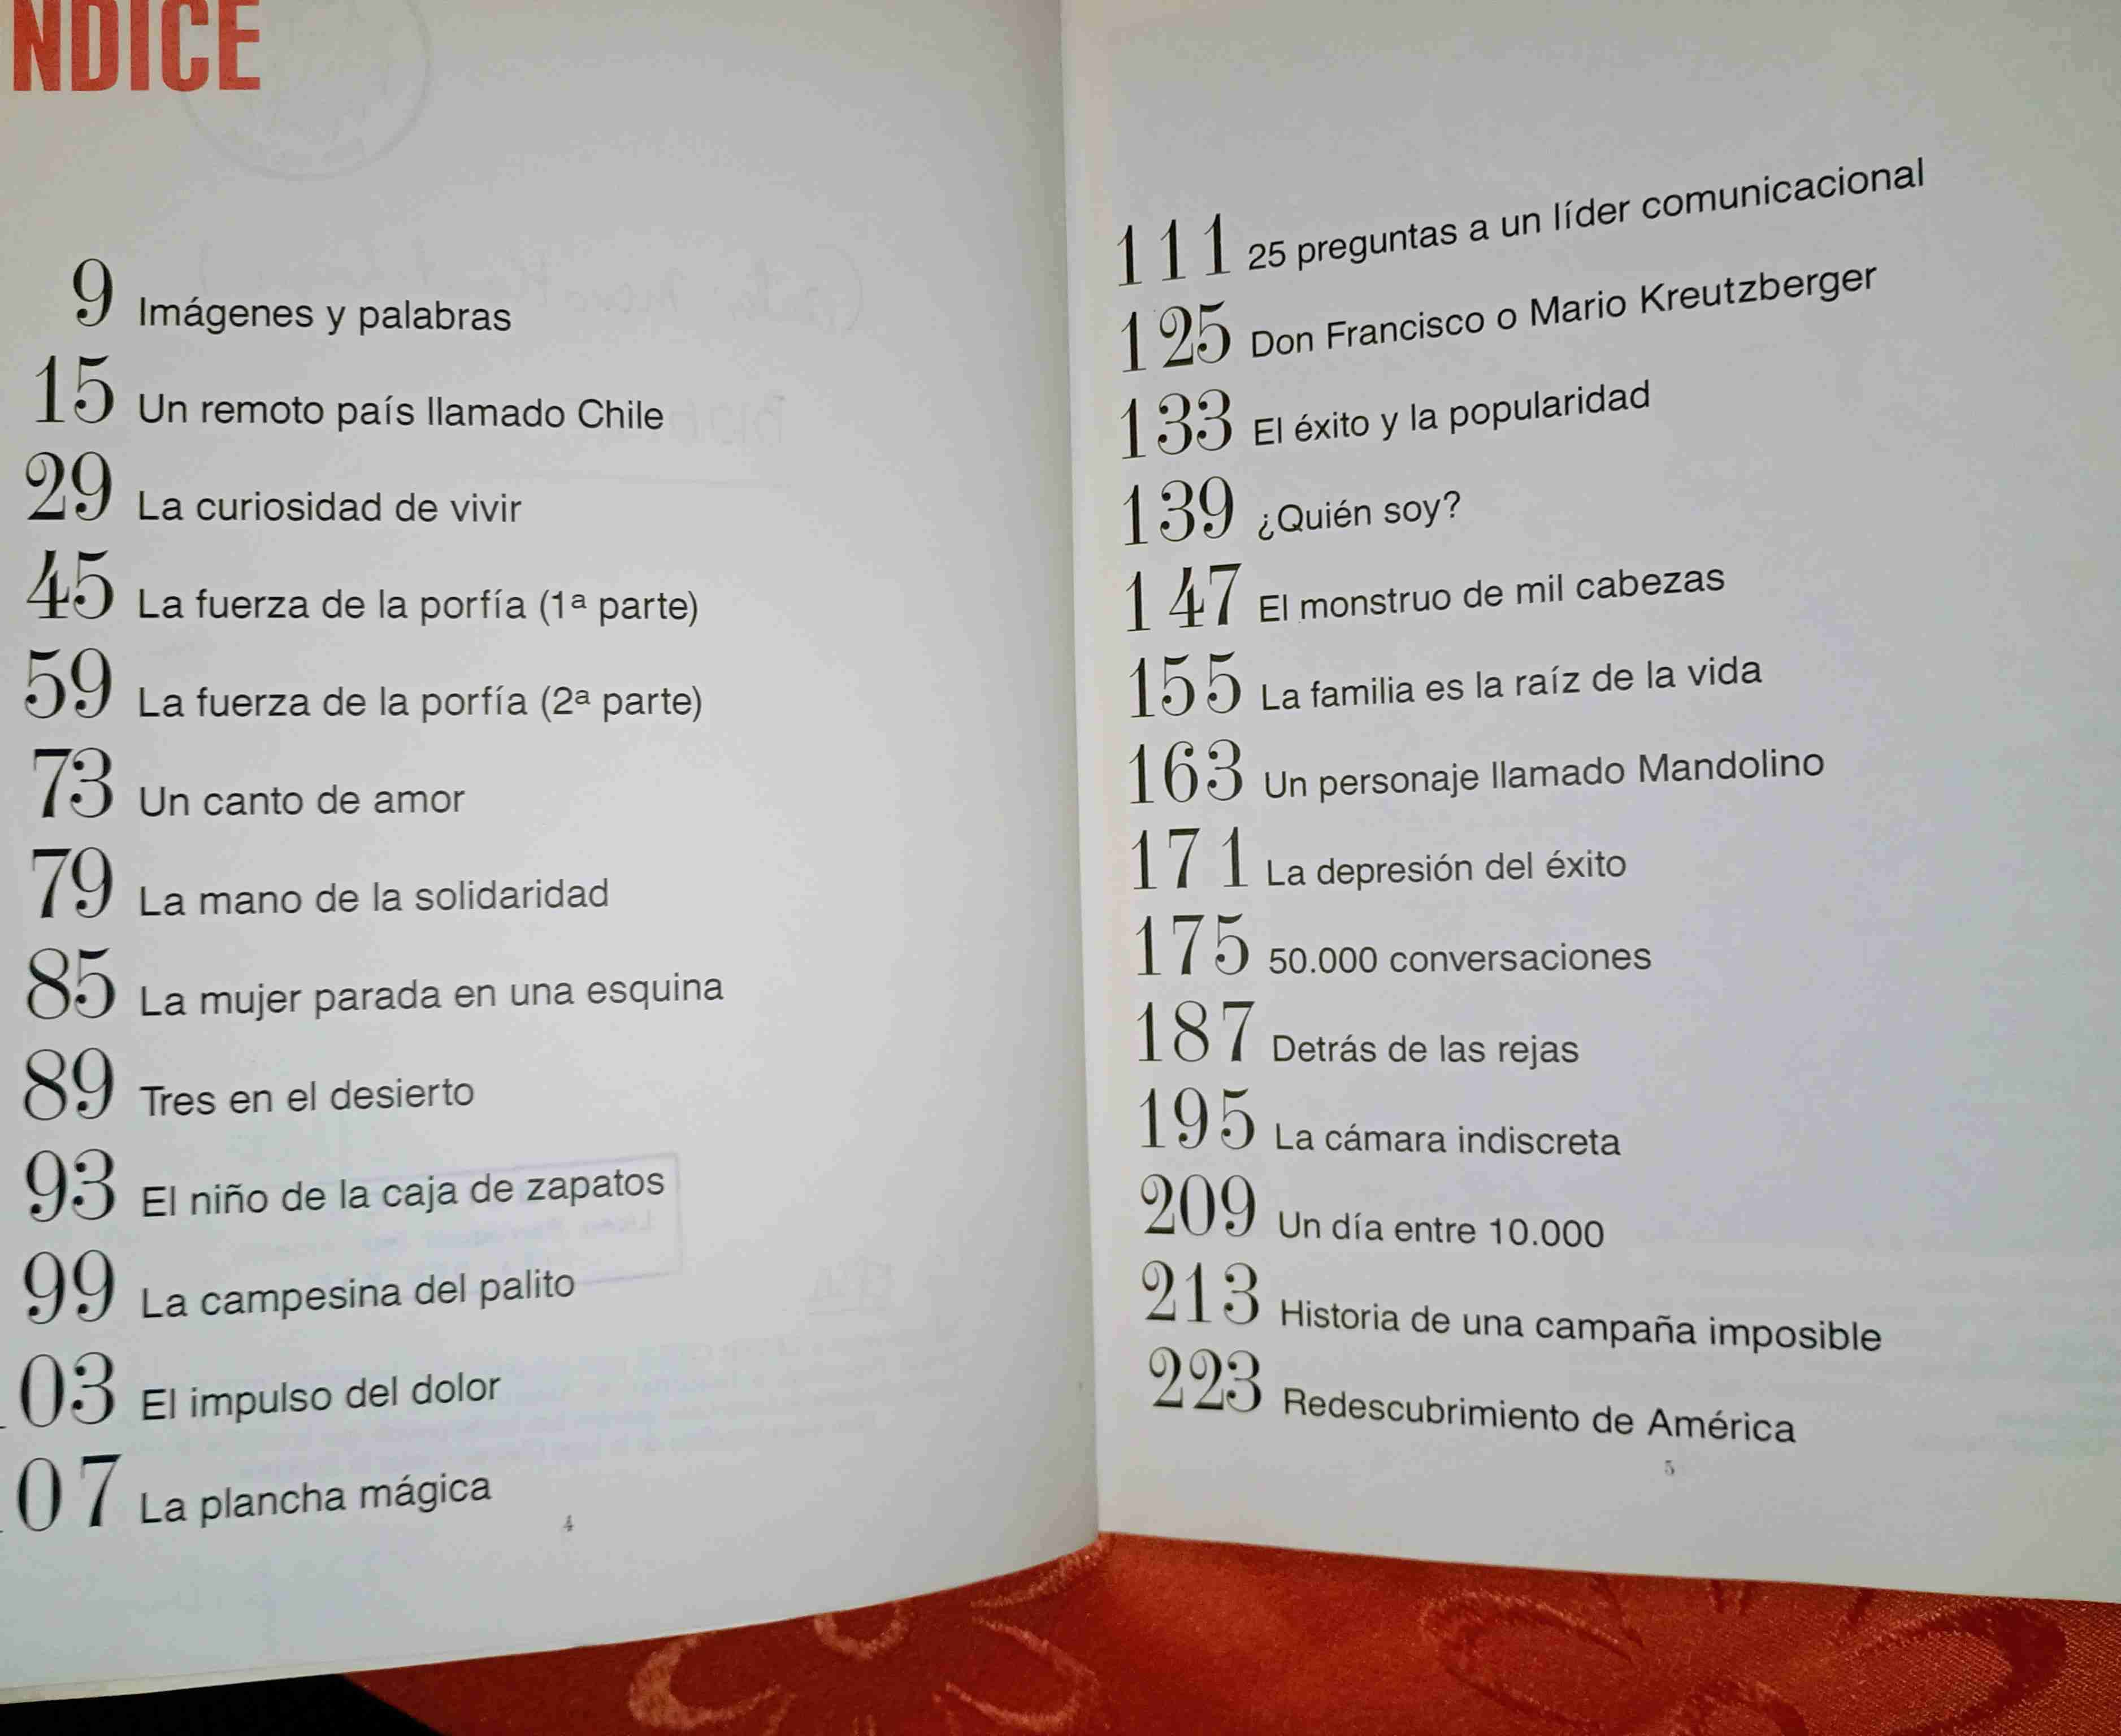 NDICE
9 Imágenes y palabras
15 Un remoto país llamado Chile
29 La curiosidad de vivir
45 La fuerza de la porfía (1ª parte)
59 La fuerza de la porfía (2ª parte)
73 Un canto de amor
79 La mano de la solidaridad
85 La mujer parada en una esquina
89 Tres en el desierto
93 El niño de la caja de zapatos
99 La campesina del palito
03 El impulso del dolor
07 La plancha mágica
4
111 25 preguntas a un líder comunicacional
125 Don Francisco o Mario Kreutzberger
133 El éxito y la popularidad
139 ¿Quién soy?
147 El monstruo de mil cabezas
155 La familia es la raíz de la vida
163 Un personaje llamado Mandolino
171 La depresión del éxito
175 50.000 conversaciones
187 Detrás de las rejas
195 La cámara indiscreta
209 Un día entre 10.000
213 Historia de una campaña imposible
223 Redescubrimiento de América
5